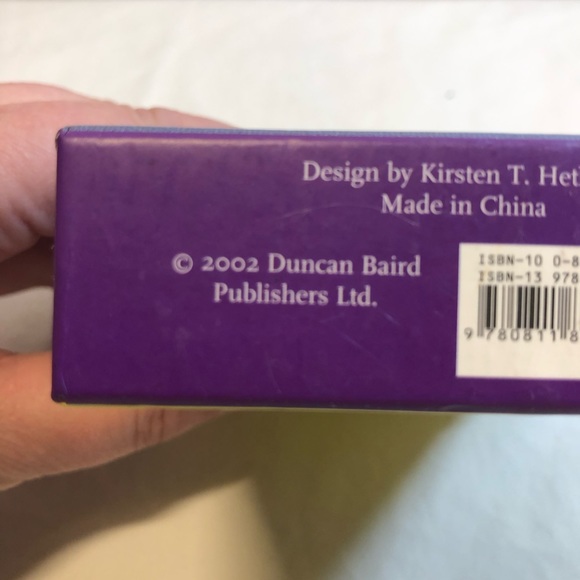 Design by Kirsten T. Het
Made in China
© 2002 Duncan Baird
Publishers Ltd.
ISBN-10 0-8
ISBN-13 978
9 780811 8